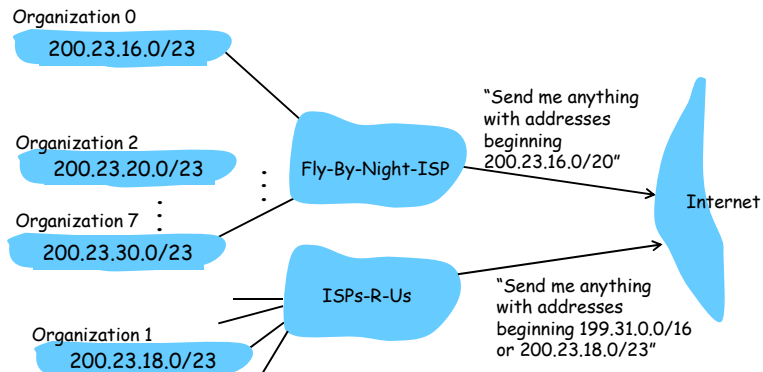 Organization 0
200.23.16.0/23
Organization 2
200.23.20.0/23
Organization 7
200.23.30.0/23
Organization 1
200.23.18.0/23
Fly-By-Night-ISP
ISPs-R-Us
“Send me anything
with addresses
beginning
200.23.16.0/20”
“Send me anything
with addresses
beginning 199.31.0.0/16
or 200.23.18.0/23”
Internet